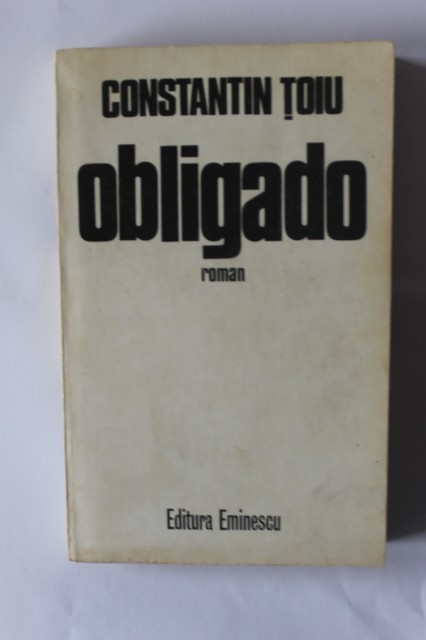 CONSTANTIN ȚOIU
obligado
roman
Editura Eminescu